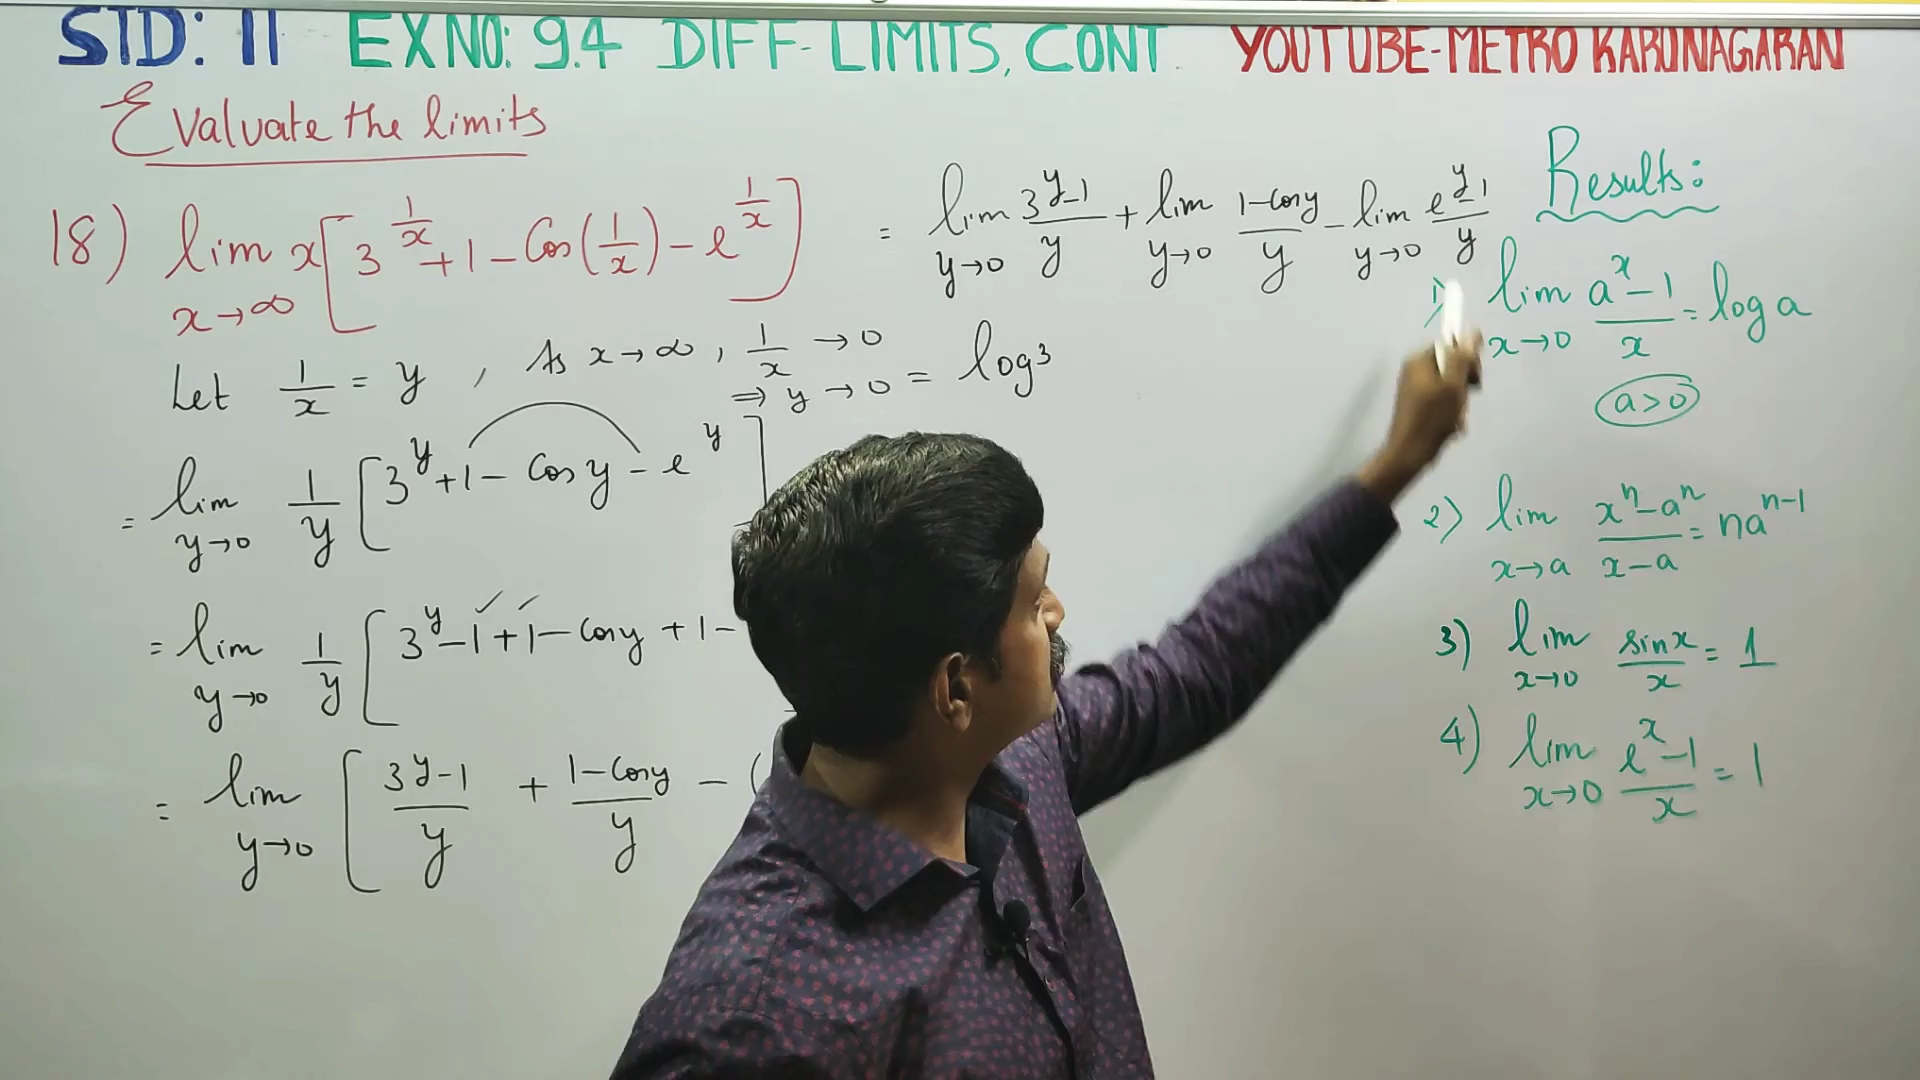 STD: 11 EX NO: 9.4 DIFF-LIMITS, CONT. YOUTUBE-METRO KARUNAGARAN
Evaluate the limits
18) lim x→∞ x[3^(1/x) + 1 - Cos(1/x) - e^(1/x)]
Let 1/x = y , As x→∞, 1/x → 0
⇒ y → 0
= lim y→0 1/y [3^y + 1 - Cos y - e^y]
= lim y→0 1/y [3^y - 1 + 1 - Cos y + 1 -
= lim y→0 [(3^y - 1)/y + (1 - Cos y)/y - (
= lim y→0 (3^y - 1)/y + lim y→0 (1 - Cos y)/y - lim y→0 (e^y - 1)/y
= log 3
Results:
1) lim x→0 (a^x - 1)/x = log a
a>0
2) lim x→a (x^n - a^n)/(x - a) = na^(n-1)
3) lim x→0 sinx/x = 1
4) lim x→0 (e^x - 1)/x = 1